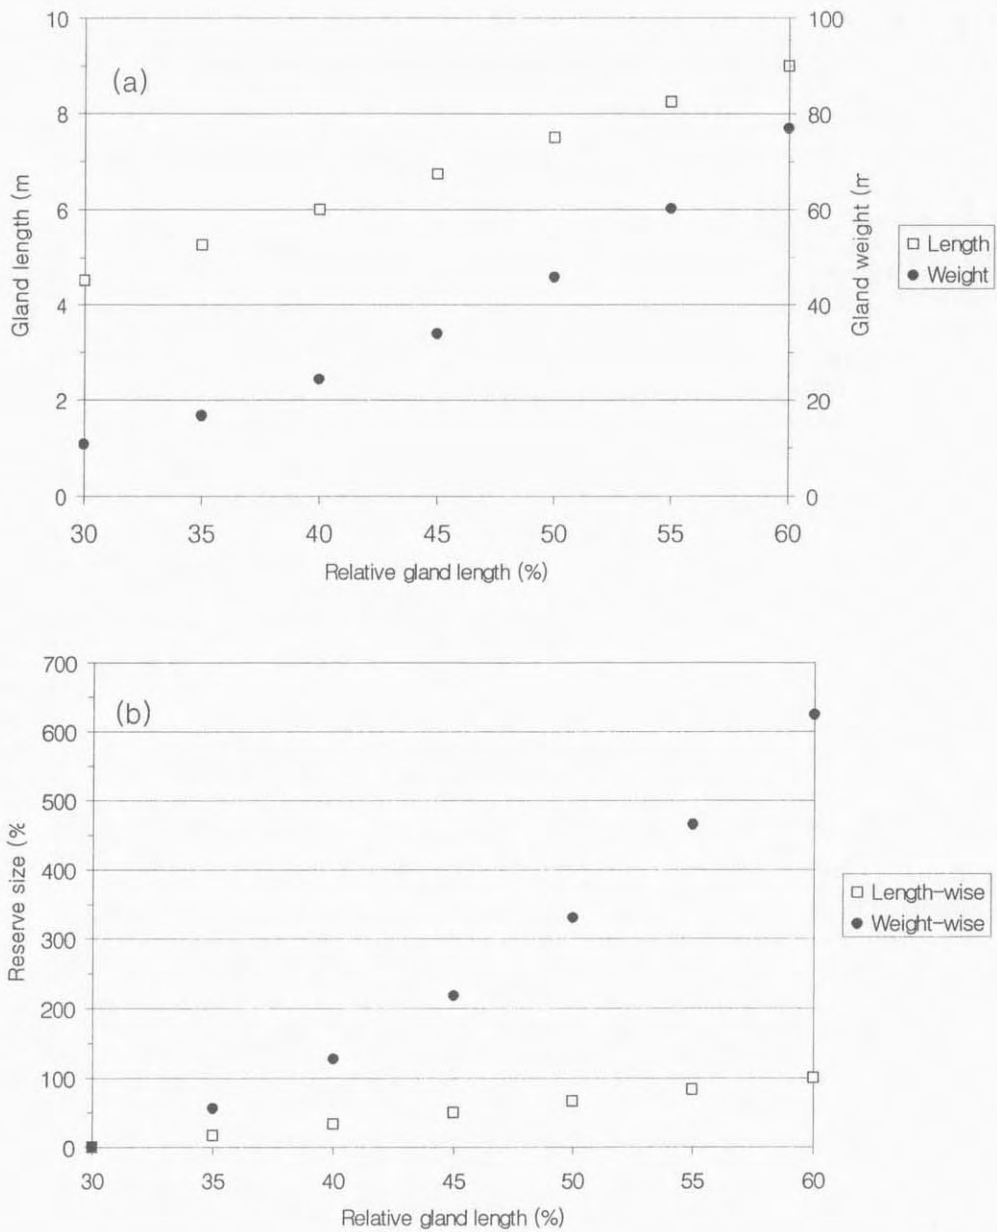 10
8
6
4
2
0
Gland length (m
(a)
100
80
60
40
20
0
Gland weight (m
30 35 40 45 50 55 60
Relative gland length (%)
Length
Weight
700
600
500
400
300
200
100
0
Reserve size (%
(b)
30 35 40 45 50 55 60
Relative gland length (%)
Length-wise
Weight-wise